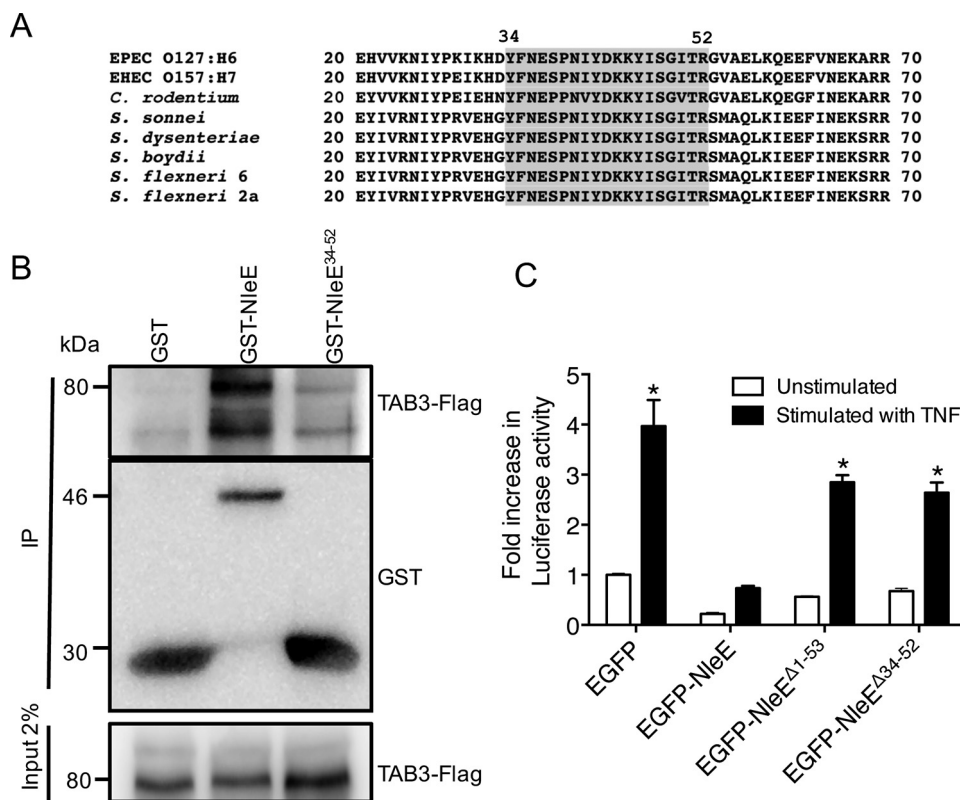 A
34 52
EPEC O127:H6 20 EHVVKNIYPKIKHDYFNESPNIYDKKYISGITRGVAELKQEEFVNEKARR 70
EHEC O157:H7 20 EHVVKNIYPEIKHDYFNESPNIYDKKYISGITRGVAELKQEEFVNEKARR 70
C. rodentium 20 EYVVKNIYPEIEHNYFNEPPNVYDKKYISGVTRGVAELKQEGFINEKARR 70
S. sonnei 20 EYIVRNIYPRVEHGYFNESPNIYDKKYISGITRSMAQLKIEEFINEKSRR 70
S. dysenteriae 20 EYIVRNIYPRVEHGYFNESPNIYDKKYISGITRSMAQLKIEEFINEKSRR 70
S. boydii 20 EYIVRNIYPRVEHGYFNESPNIYDKKYISGITRSMAQLKIEEFINEKSRR 70
S. flexneri 6 20 EYIVRNIYPRVEHGYFNESPNIYDKKYISGITRSMAQLKIEEFINEKSRR 70
S. flexneri 2a 20 EYIVRNIYPRVEHGYFNESPNIYDKKYISGITRSMAQLKIEEFINEKSRR 70
B
kDa
GST
GST-NleE
GST-NleE34-52
80
TAB3-Flag
IP
46
GST
30
Input 2%
80
TAB3-Flag
C
Unstimulated
Stimulated with TNF
Fold increase in
Luciferase activity
5
4
3
2
1
0
* * *
EGFP
EGFP-NleE
EGFP-NleEΔ1-53
EGFP-NleEΔ34-52